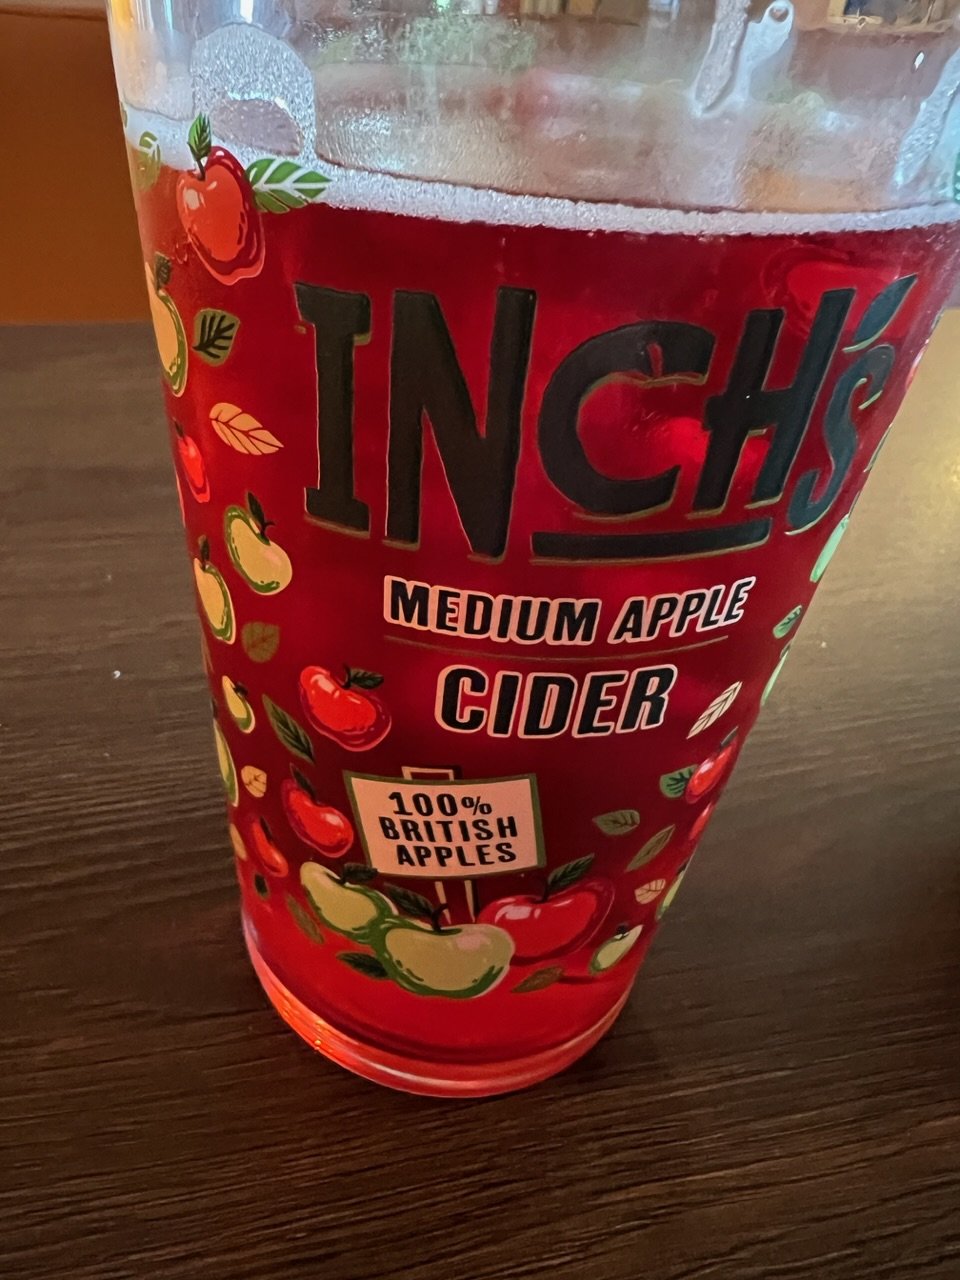 INCH'S
MEDIUM APPLE
CIDER
100%
BRITISH
APPLES